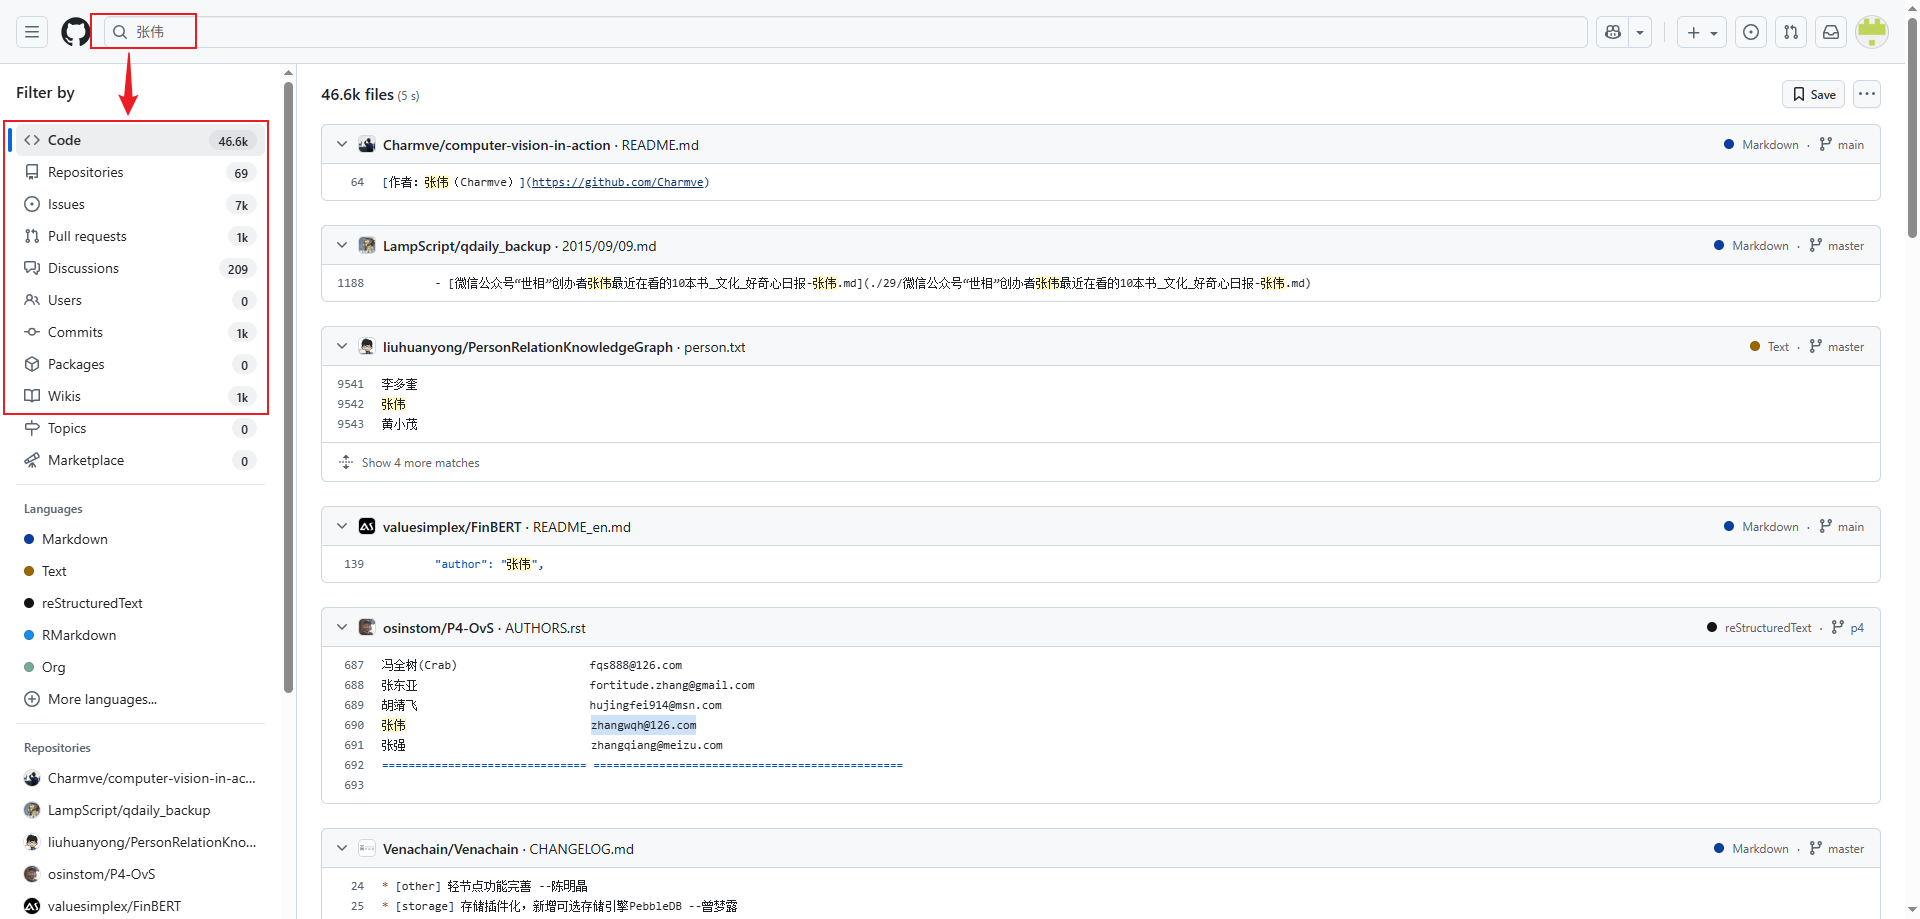 张伟
Filter by
Code 46.6k
Repositories 69
Issues 7k
Pull requests 1k
Discussions 209
Users 0
Commits 1k
Packages 0
Wikis 1k
Topics 0
Marketplace 0
Languages
Markdown
Text
reStructuredText
RMarkdown
Org
More languages...
Repositories
Charmve/computer-vision-in-ac...
LampScript/qdaily_backup
liuhuanyong/PersonRelationKno...
osinstom/P4-OvS
valuesimplex/FinBERT
46.6k files (5 s)
Save
Charmve/computer-vision-in-action · README.md Markdown · main
64 [作者：张伟（Charmve）](https://github.com/Charmve)
LampScript/qdaily_backup · 2015/09/09.md Markdown · master
1188 - [微信公众号“世相”创办者张伟最近在看的10本书_文化_好奇心日报-张伟.md](./29/微信公众号“世相”创办者张伟最近在看的10本书_文化_好奇心日报-张伟.md)
liuhuanyong/PersonRelationKnowledgeGraph · person.txt Text · master
9541 李多奎
9542 张伟
9543 黄小茂
Show 4 more matches
valuesimplex/FinBERT · README_en.md Markdown · main
139 "author": "张伟",
osinstom/P4-OvS · AUTHORS.rst reStructuredText · p4
687 冯全树(Crab) fqs888@126.com
688 张东亚 fortitude.zhang@gmail.com
689 胡靖飞 hujingfei914@msn.com
690 张伟 zhangwqh@126.com
691 张强 zhangqiang@meizu.com
692 =============================== ===============================================
693
Venachain/Venachain · CHANGELOG.md Markdown · master
24 * [other] 轻节点功能完善 --陈明晶
25 * [storage] 存储插件化，新增可选存储引擎PebbleDB --曾梦露